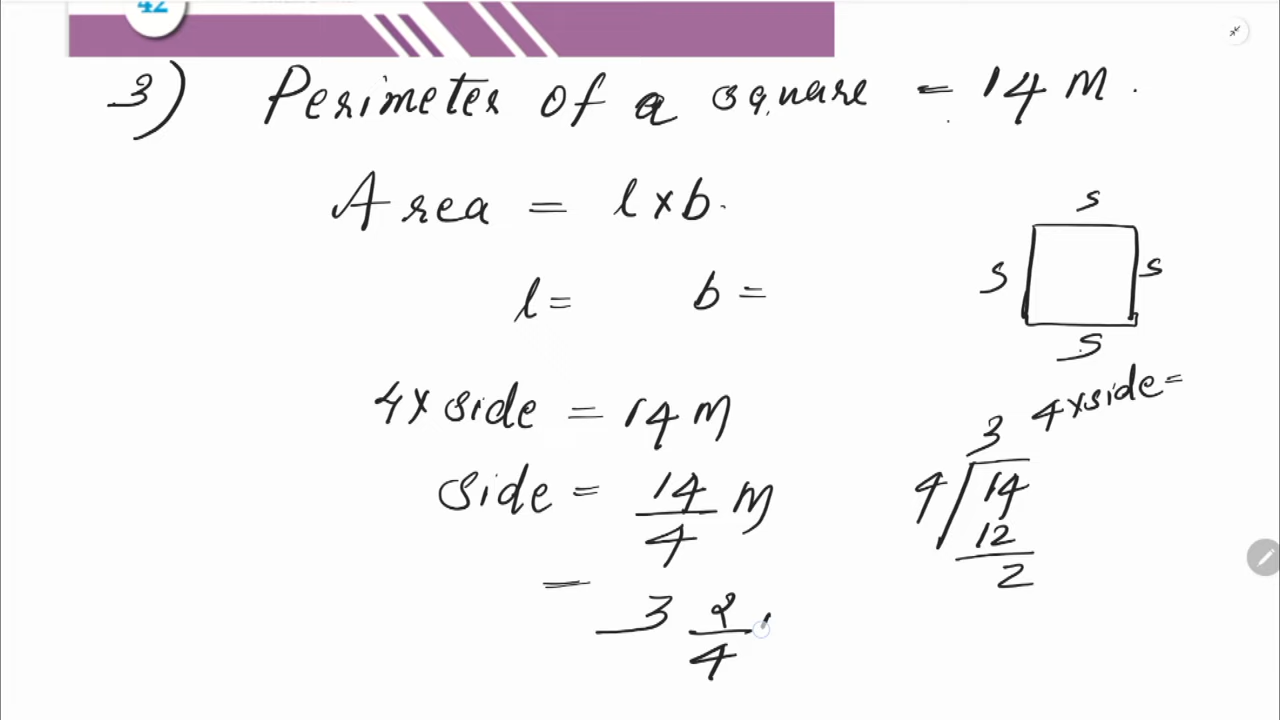 42
3) Perimeter of a square = 14 m.
Area = l x b.
l = b =
s
s s
s
4 x side =
4 x side = 14 m
side = 14/4 m
3
4 14
12
2
= 3 2/4